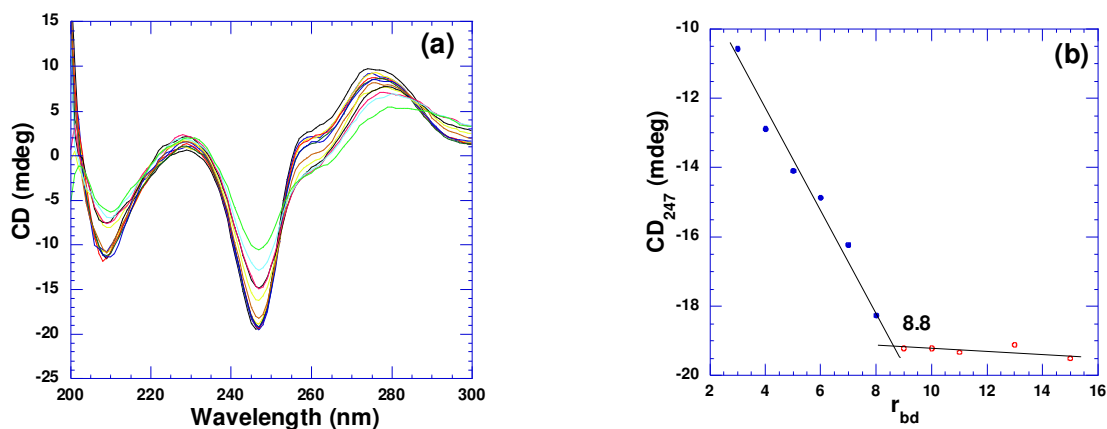 (a)
15
10
5
0
-5
-10
-15
-20
-25
CD (mdeg)
200 220 240 260 280 300
Wavelength (nm)
(b)
-10
-12
-14
-16
-18
-20
CD247 (mdeg)
8.8
2 4 6 8 10 12 14 16
rbd